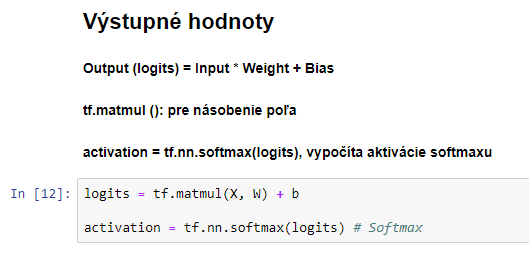 Výstupné hodnoty
Output (logits) = Input * Weight + Bias
tf.matmul (): pre násobenie poľa
activation = tf.nn.softmax(logits), vypočíta aktivácie softmaxu
In [12]: logits = tf.matmul(X, W) + b
activation = tf.nn.softmax(logits) # Softmax